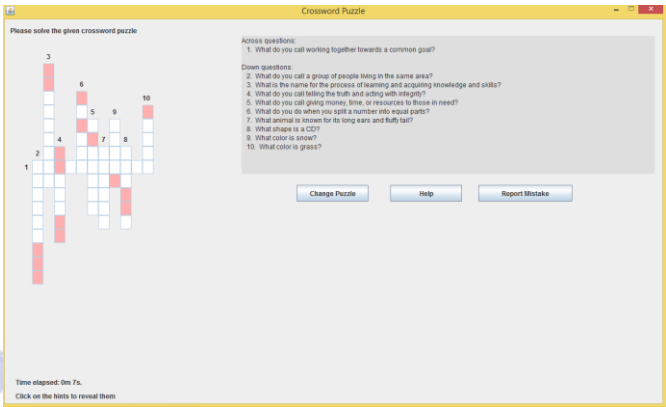 Crossword Puzzle
Please solve the given crossword puzzle
3
6
10
5 9
4 7 8
2
1
Across questions:
1. What do you call working together towards a common goal?
Down questions:
2. What do you call a group of people living in the same area?
3. What is the name for the process of learning and acquiring knowledge and skills?
4. What do you call telling the truth and acting with integrity?
5. What do you call giving money, time, or resources to those in need?
6. What do you do when you split a number into equal parts?
7. What animal is known for its long ears and fluffy tail?
8. What shape is a CD?
9. What color is snow?
10. What color is grass?
Change Puzzle
Help
Report Mistake
Time elapsed: 0m 7s.
Click on the hints to reveal them